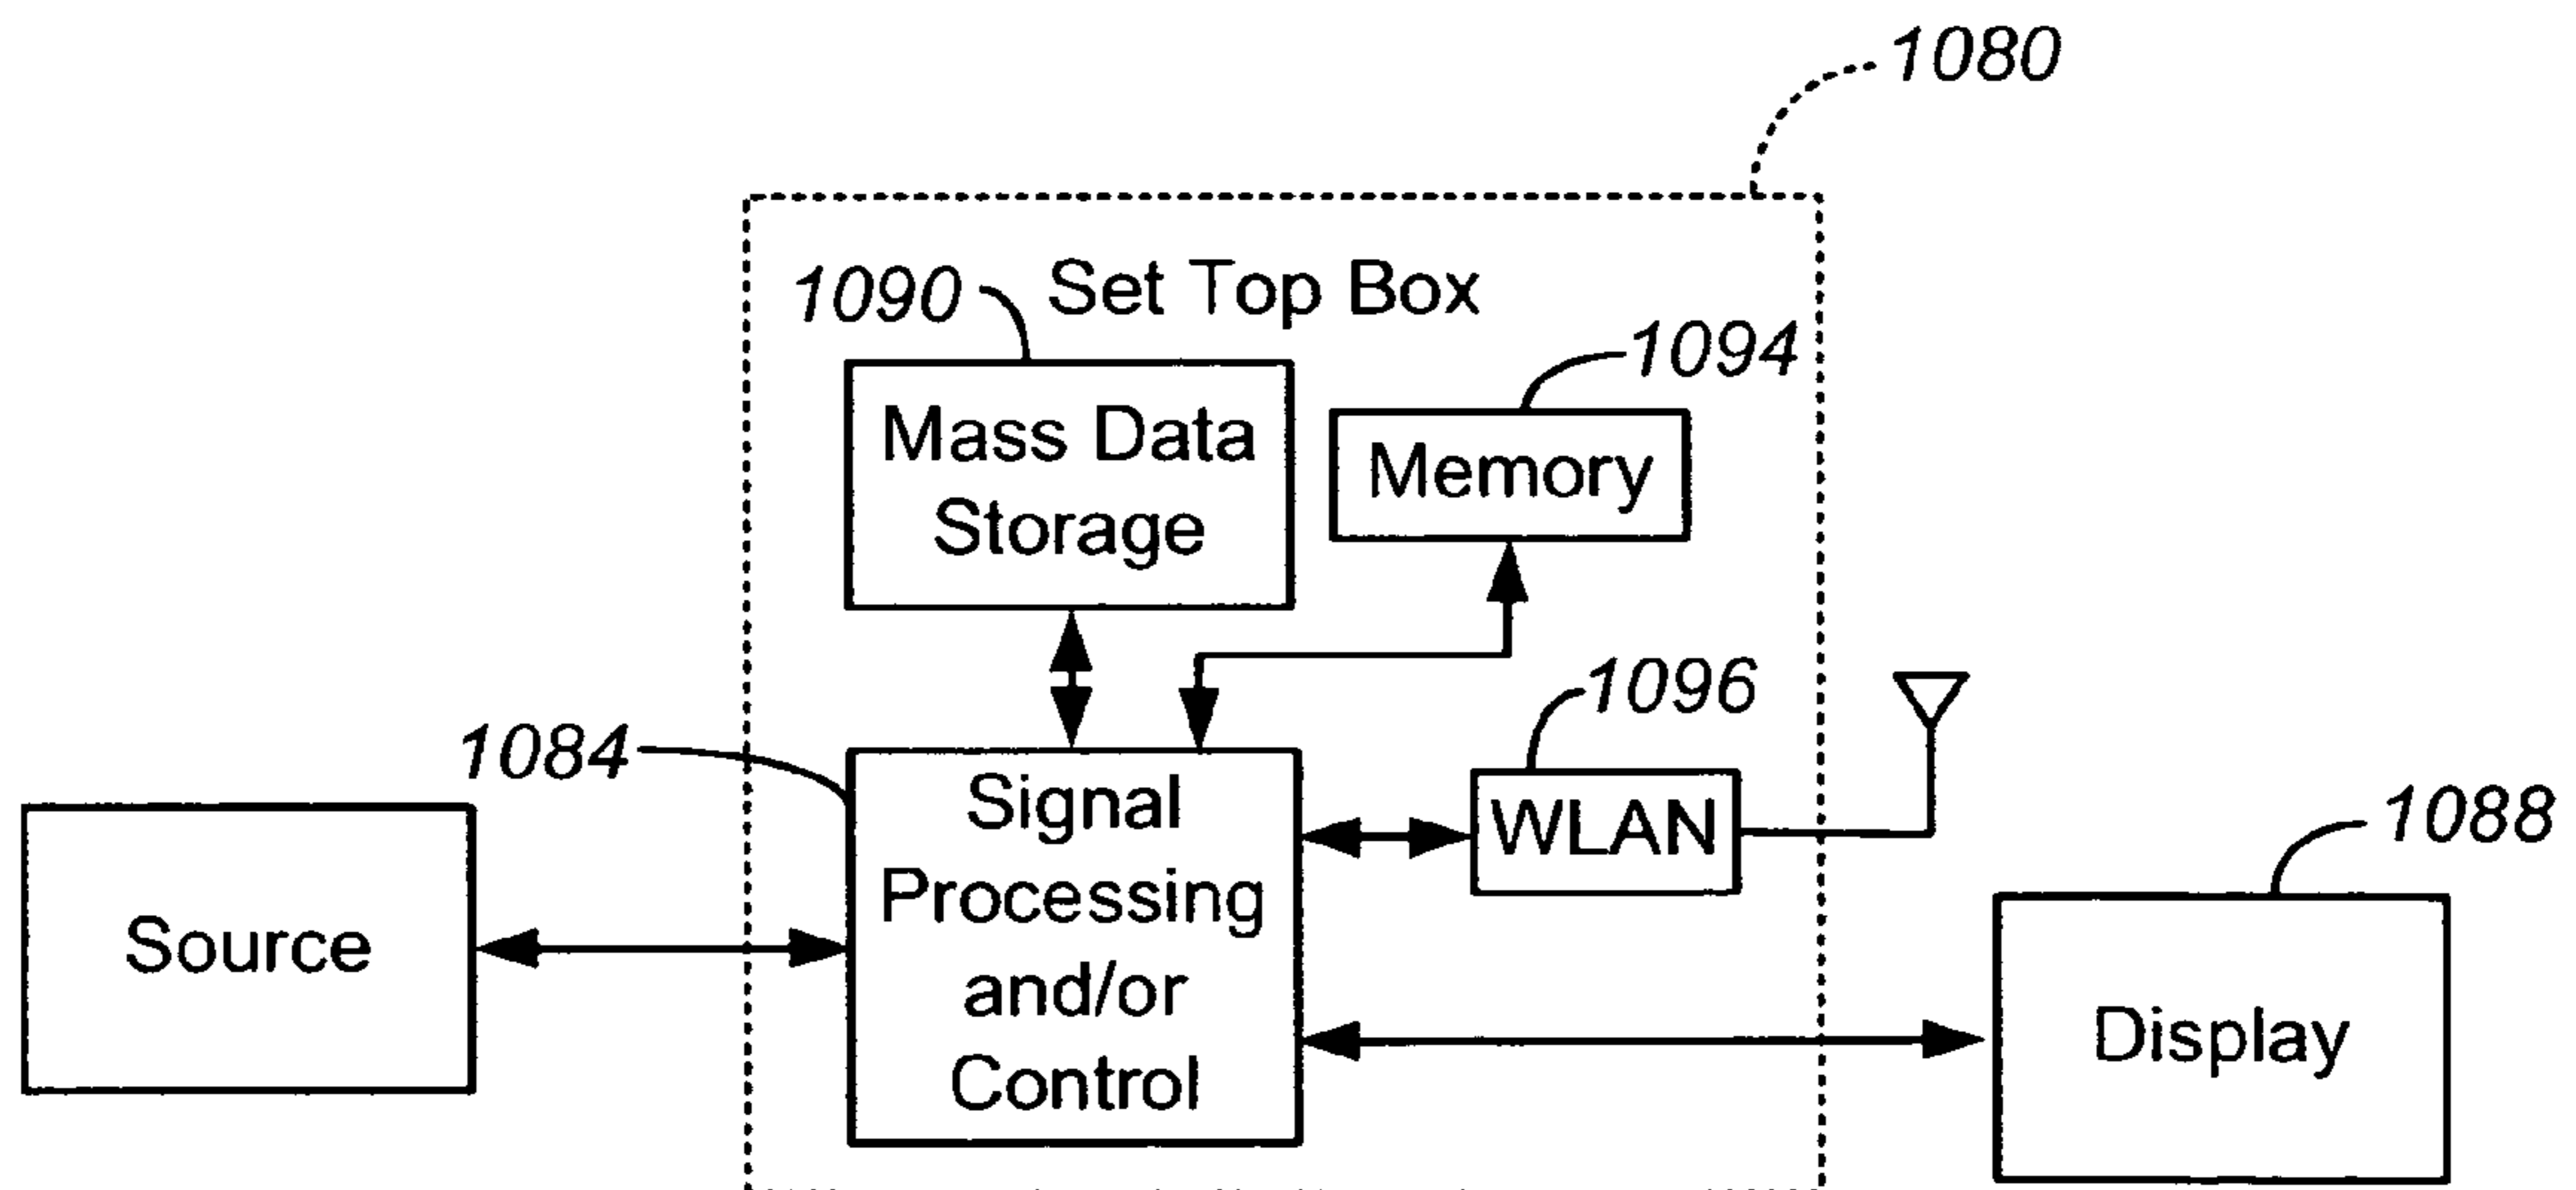 1080
Set Top Box
1090
1094
Mass Data
Storage
Memory
1096
1084
Signal
Processing
and/or
Control
WLAN
1088
Source
Display